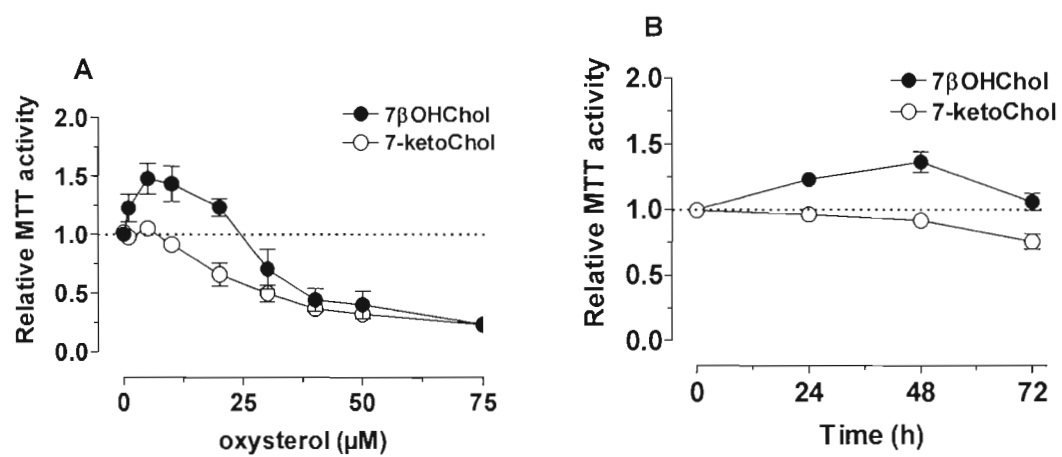 A
7βOHChol
7-ketoChol
Relative MTT activity
2.0
1.5
1.0
0.5
0.0
0 25 50 75
oxysterol (µM)
B
7βOHChol
7-ketoChol
Relative MTT activity
2.0
1.5
1.0
0.5
0.0
0 24 48 72
Time (h)